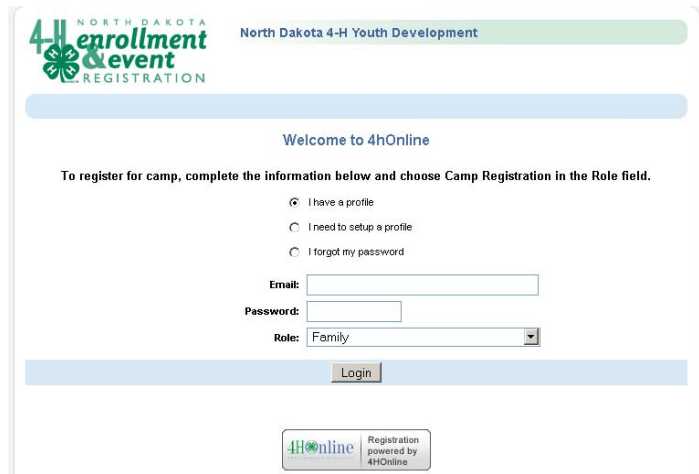 NORTH DAKOTA
4-H enrollment
& event
REGISTRATION
North Dakota 4-H Youth Development
Welcome to 4hOnline
To register for camp, complete the information below and choose Camp Registration in the Role field.
I have a profile
I need to setup a profile
I forgot my password
Email:
Password:
Role: Family
Login
4HOnline Registration
powered by
4HOnline